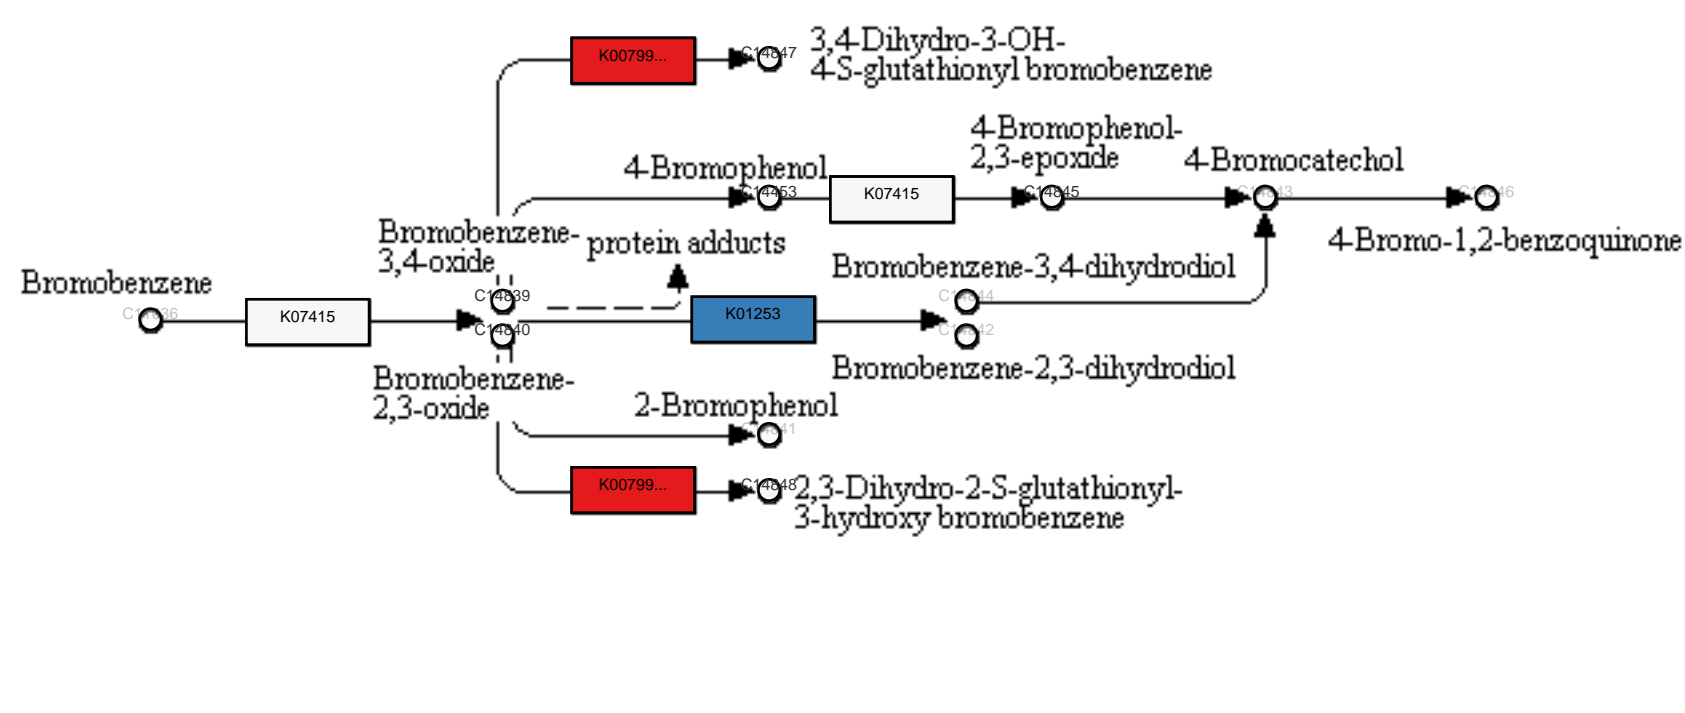 3,4-Dihydro-3-OH-
4-S-glutathionyl bromobenzene
K00799...
C14847
4-Bromophenol-
2,3-epoxide
4-Bromocatechol
4-Bromophenol
C14453
K07415
C14845
Bromobenzene-
3,4-oxide
protein adducts
4-Bromo-1,2-benzoquinone
Bromobenzene-3,4-dihydrodiol
Bromobenzene
C14839
K07415
K01253
C14844
C14840
C14842
Bromobenzene-2,3-dihydrodiol
Bromobenzene-
2,3-oxide
2-Bromophenol
C14841
K00799...
C14848
2,3-Dihydro-2-S-glutathionyl-
3-hydroxy bromobenzene